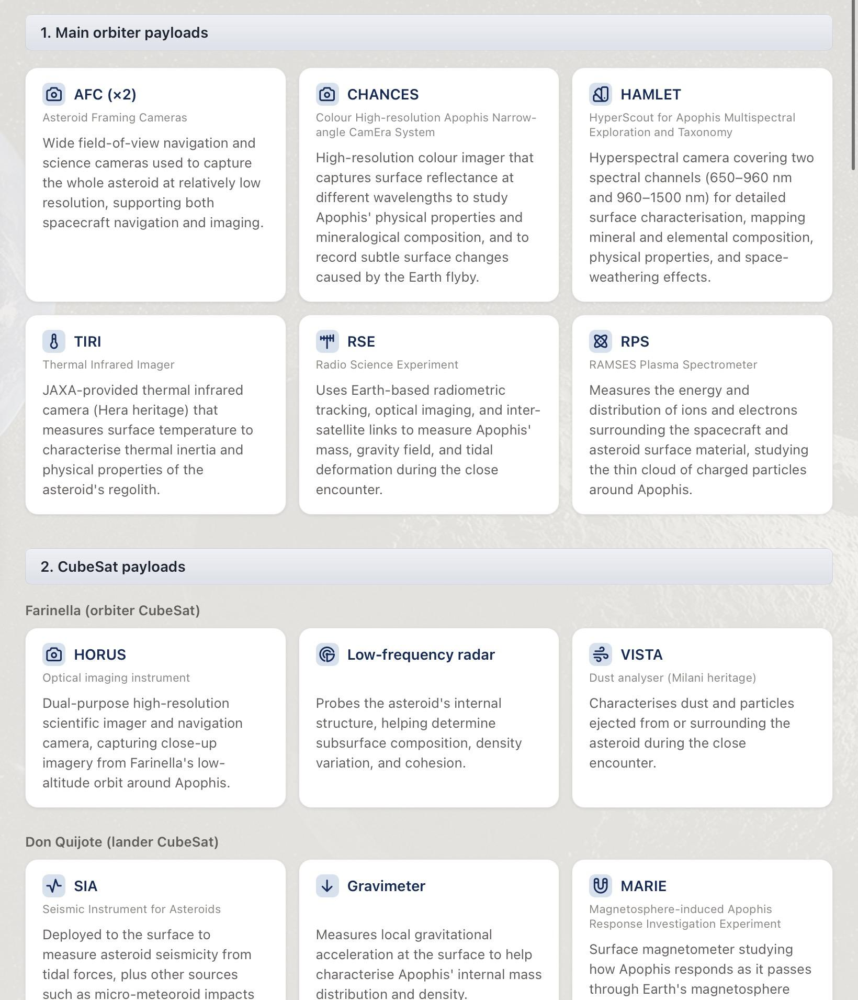 1. Main orbiter payloads
AFC (×2)
Asteroid Framing Cameras
Wide field-of-view navigation and
science cameras used to capture
the whole asteroid at relatively low
resolution, supporting both
spacecraft navigation and imaging.
CHANCES
Colour High-resolution Apophis Narrow-
angle CamEra System
High-resolution colour imager that
captures surface reflectance at
different wavelengths to study
Apophis' physical properties and
mineralogical composition, and to
record subtle surface changes
caused by the Earth flyby.
HAMLET
HyperScout for Apophis Multispectral
Exploration and Taxonomy
Hyperspectral camera covering two
spectral channels (650–960 nm
and 960–1500 nm) for detailed
surface characterisation, mapping
mineral and elemental composition,
physical properties, and space-
weathering effects.
TIRI
Thermal Infrared Imager
JAXA-provided thermal infrared
camera (Hera heritage) that
measures surface temperature to
characterise thermal inertia and
physical properties of the
asteroid's regolith.
RSE
Radio Science Experiment
Uses Earth-based radiometric
tracking, optical imaging, and inter-
satellite links to measure Apophis'
mass, gravity field, and tidal
deformation during the close
encounter.
RPS
RAMSES Plasma Spectrometer
Measures the energy and
distribution of ions and electrons
surrounding the spacecraft and
asteroid surface material, studying
the thin cloud of charged particles
around Apophis.
2. CubeSat payloads
Farinella (orbiter CubeSat)
HORUS
Optical imaging instrument
Dual-purpose high-resolution
scientific imager and navigation
camera, capturing close-up
imagery from Farinella's low-
altitude orbit around Apophis.
Low-frequency radar
Probes the asteroid's internal
structure, helping determine
subsurface composition, density
variation, and cohesion.
VISTA
Dust analyser (Milani heritage)
Characterises dust and particles
ejected from or surrounding the
asteroid during the close
encounter.
Don Quijote (lander CubeSat)
SIA
Seismic Instrument for Asteroids
Deployed to the surface to
measure asteroid seismicity from
tidal forces, plus other sources
such as micro-meteoroid impacts
Gravimeter
Measures local gravitational
acceleration at the surface to help
characterise Apophis' internal mass
distribution and density.
MARIE
Magnetosphere-induced Apophis
Response Investigation Experiment
Surface magnetometer studying
how Apophis responds as it passes
through Earth's magnetosphere